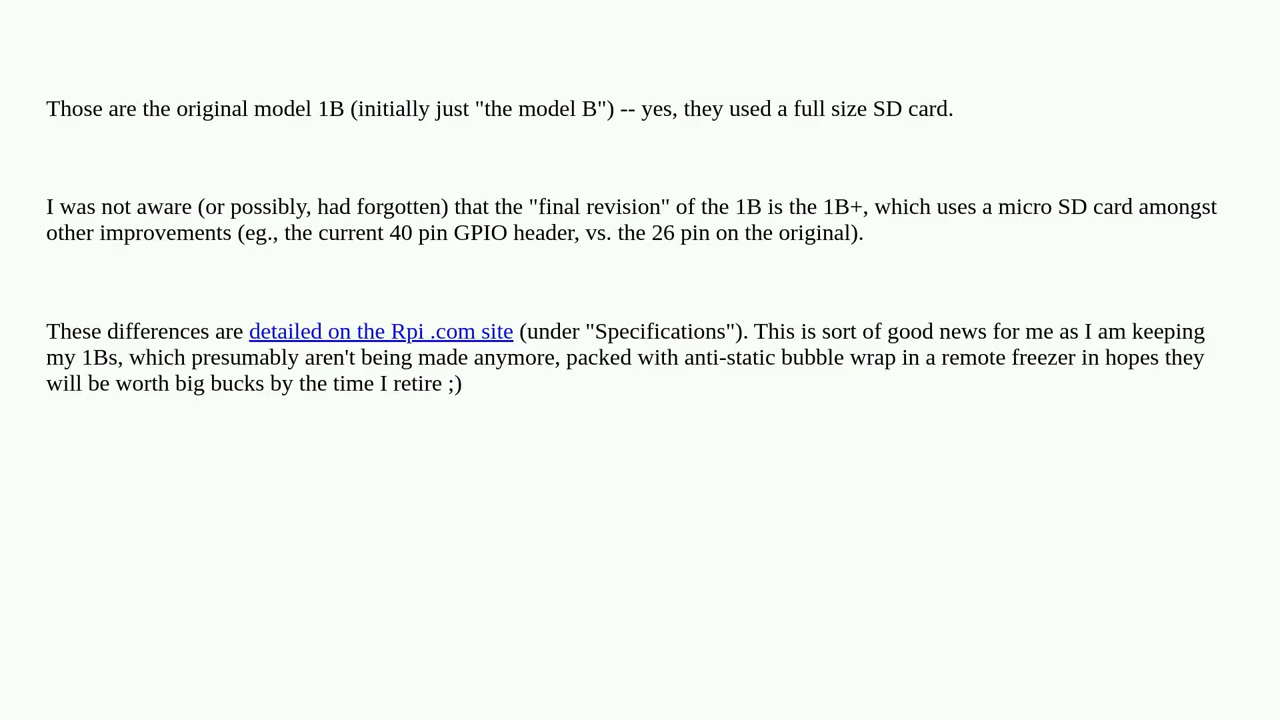 Those are the original model 1B (initially just "the model B") -- yes, they used a full size SD card.
I was not aware (or possibly, had forgotten) that the "final revision" of the 1B is the 1B+, which uses a micro SD card amongst
other improvements (eg., the current 40 pin GPIO header, vs. the 26 pin on the original).
These differences are detailed on the Rpi .com site (under "Specifications"). This is sort of good news for me as I am keeping
my 1Bs, which presumably aren't being made anymore, packed with anti-static bubble wrap in a remote freezer in hopes they
will be worth big bucks by the time I retire ;)